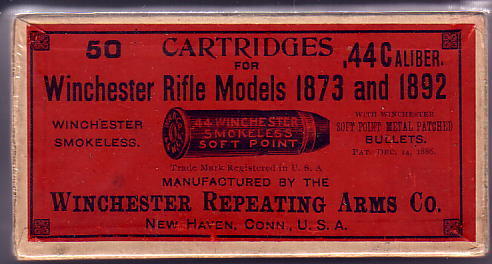 50 CARTRIDGES .44 CALIBER.
FOR
Winchester Rifle Models 1873 and 1892
WINCHESTER
SMOKELESS.
.44 WINCHESTER
SMOKELESS
SOFT POINT
WITH WINCHESTER
SOFT POINT METAL PATCHED
BULLETS.
PAT. DEC. 14, 1886.
Trade Mark Registered in U. S. A
MANUFACTURED BY THE
WINCHESTER REPEATING ARMS CO.
NEW HAVEN, CONN., U. S. A.